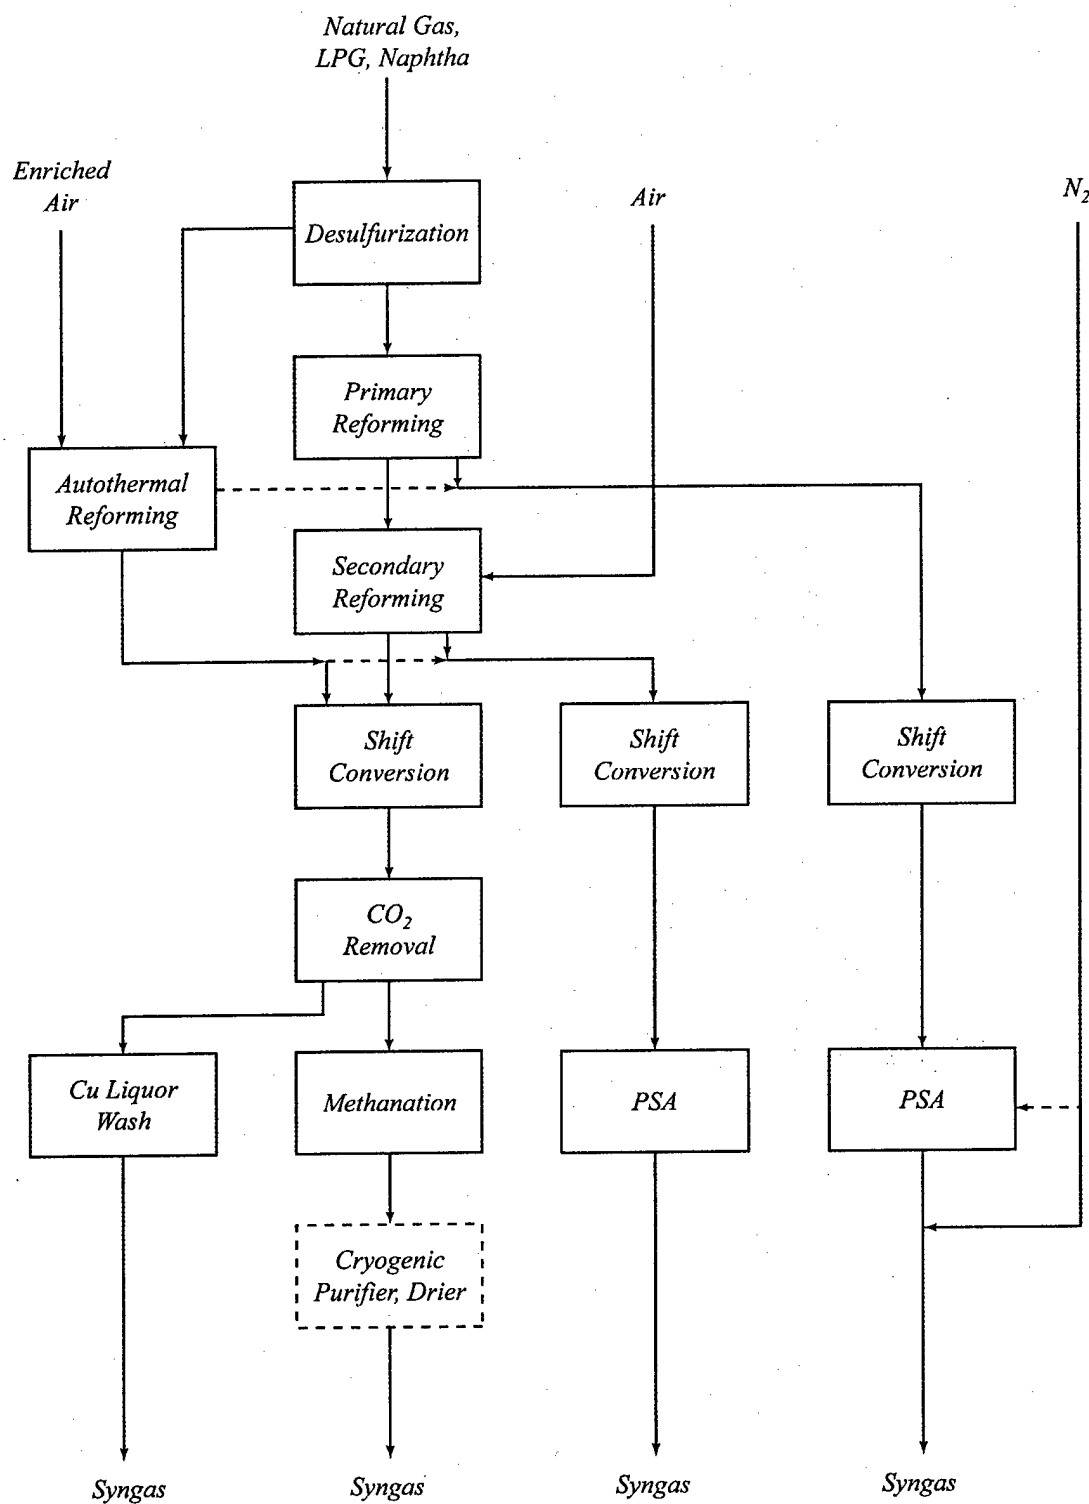 Natural Gas,
LPG, Naphtha
Enriched
Air
Air
N₂
Desulfurization
Primary
Reforming
Autothermal
Reforming
Secondary
Reforming
Shift
Conversion
Shift
Conversion
Shift
Conversion
CO₂
Removal
Cu Liquor
Wash
Methanation
PSA
PSA
Cryogenic
Purifier, Drier
Syngas
Syngas
Syngas
Syngas